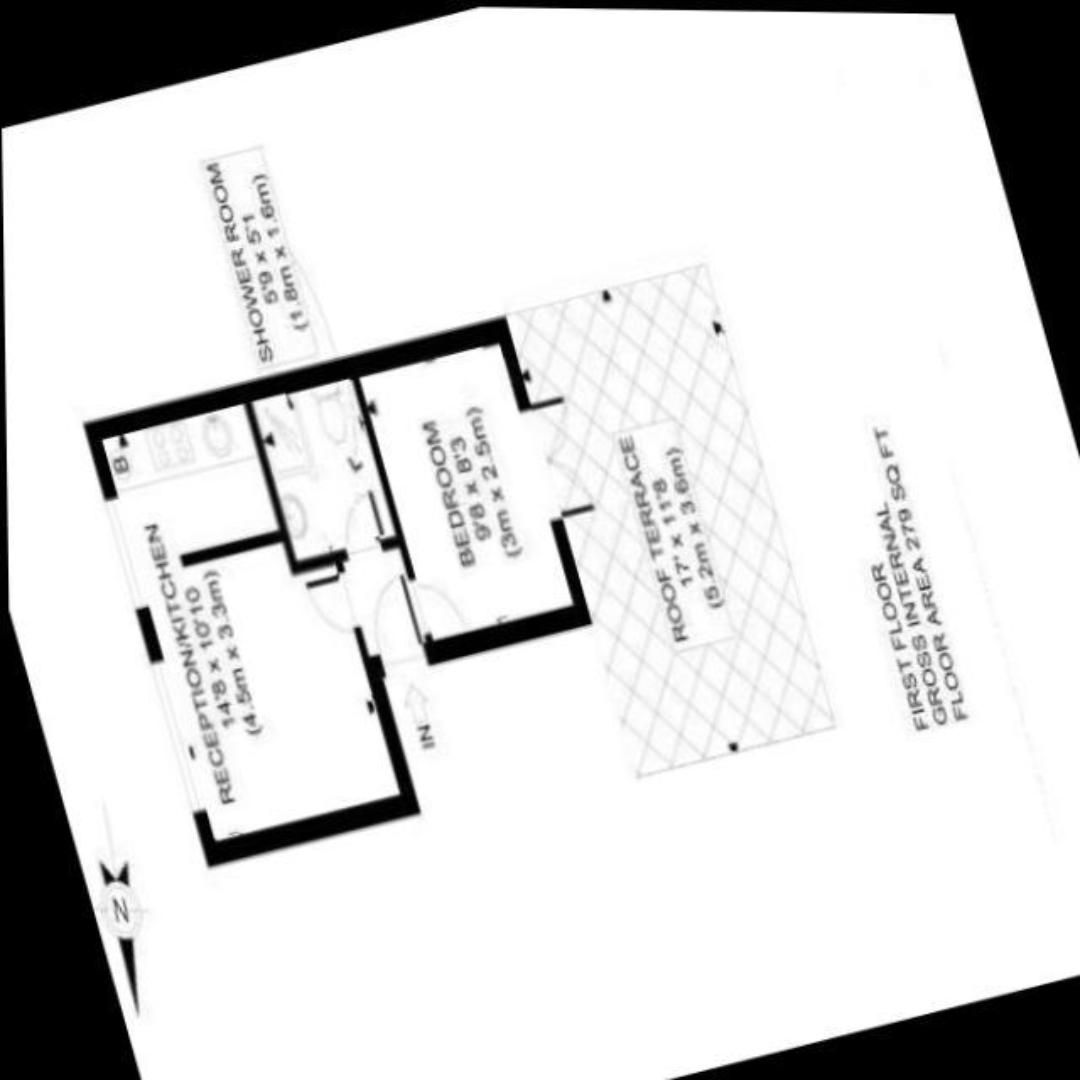 SHOWER ROOM
5'9 x 5'1
(1.8m x 1.6m)
B
BEDROOM
9'8 x 8'3
(3m x 2.5m)
RECEPTION/KITCHEN
14'8 x 10'10
(4.5m x 3.3m)
IN
ROOF TERRACE
17' x 11'8
(5.2m x 3.6m)
FIRST FLOOR
GROSS INTERNAL
FLOOR AREA 279 SQ FT
N